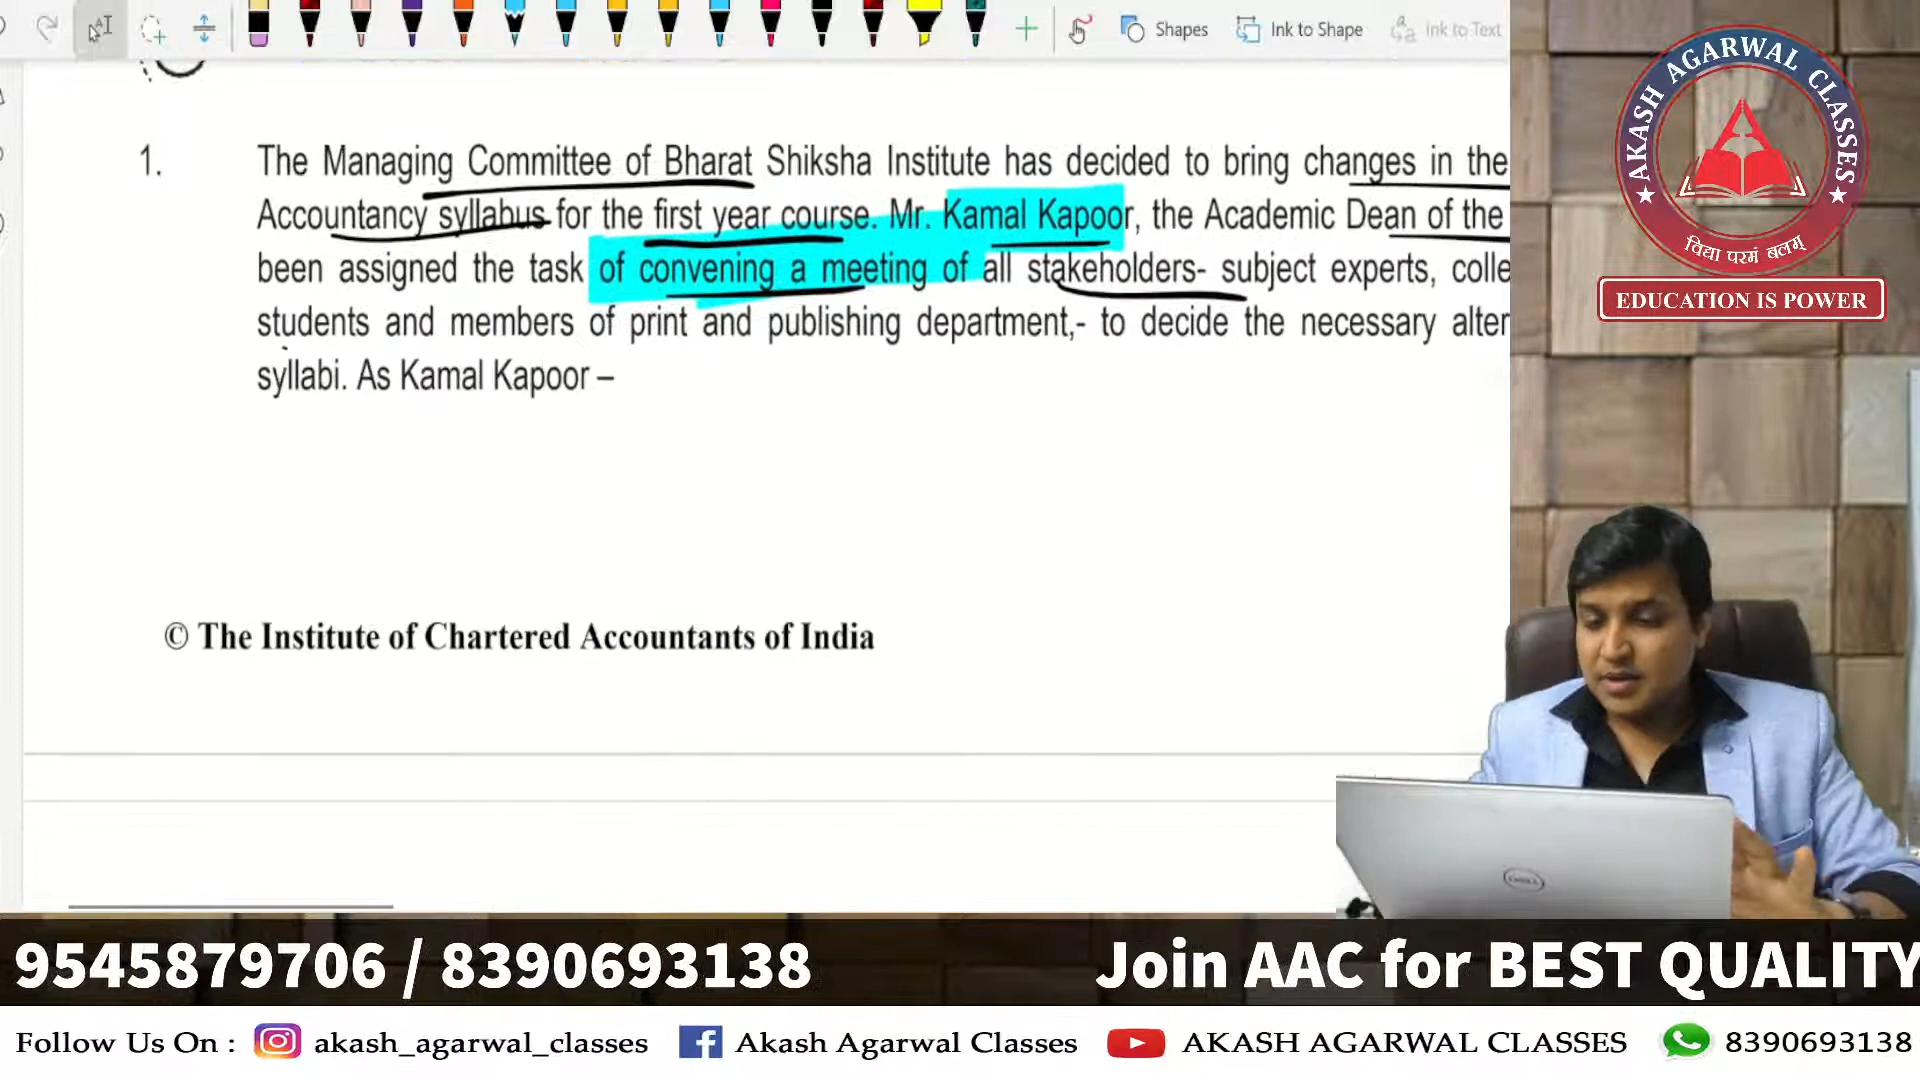 Shapes
Ink to Shape
Ink to Text
1. The Managing Committee of Bharat Shiksha Institute has decided to bring changes in the
Accountancy syllabus for the first year course. Mr. Kamal Kapoor, the Academic Dean of the
been assigned the task of convening a meeting of all stakeholders- subject experts, colle
students and members of print and publishing department,- to decide the necessary alter
syllabi. As Kamal Kapoor –
© The Institute of Chartered Accountants of India
AKASH AGARWAL CLASSES
विद्या परमं बलम्
EDUCATION IS POWER
DELL
9545879706 / 8390693138
Join AAC for BEST QUALITY
Follow Us On : akash_agarwal_classes Akash Agarwal Classes AKASH AGARWAL CLASSES 8390693138